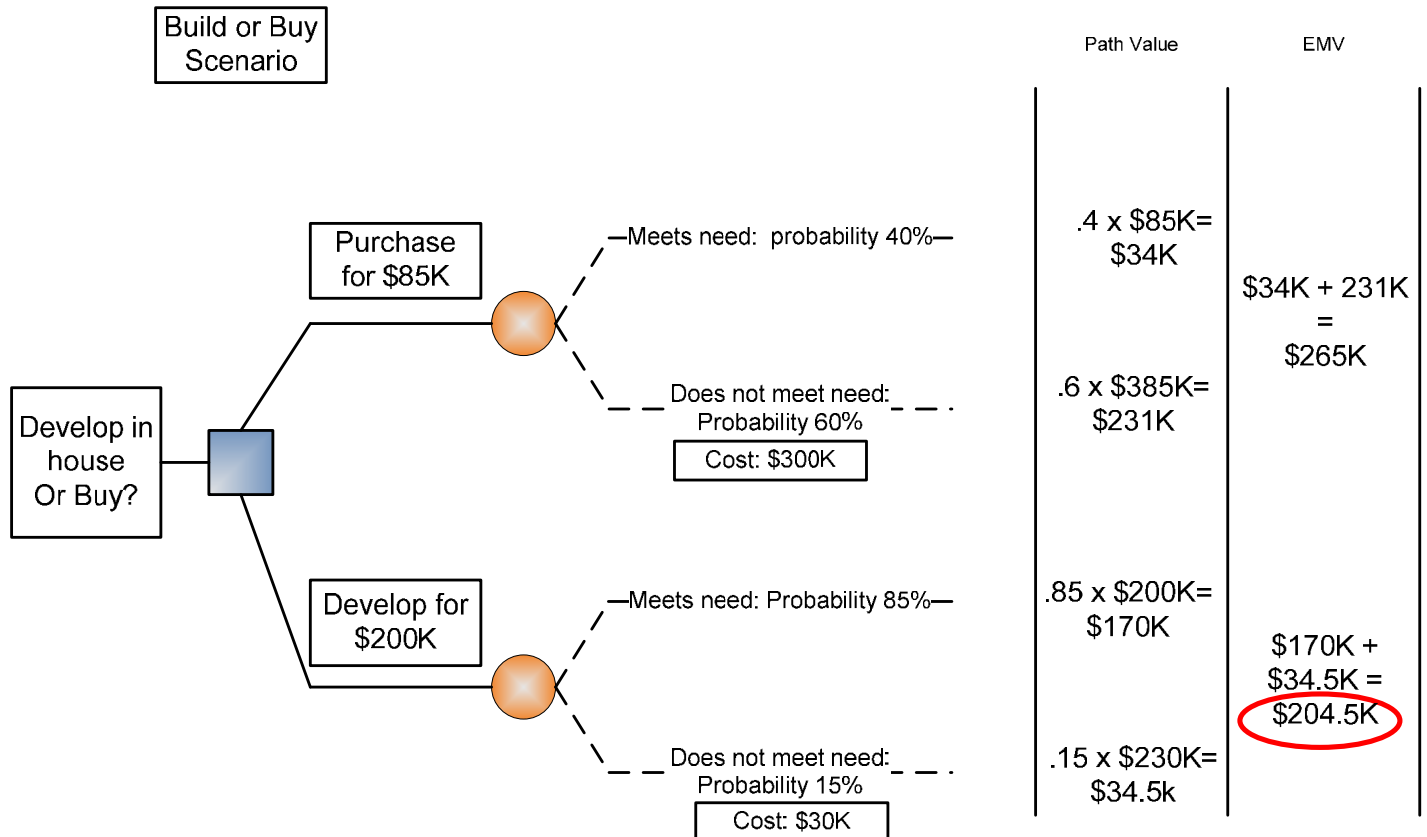 Build or Buy
Scenario
Path Value
EMV
Develop in
house
Or Buy?
Purchase
for $85K
Meets need: probability 40%
.4 x $85K=
$34K
Does not meet need:
Probability 60%
Cost: $300K
.6 x $385K=
$231K
$34K + 231K
=
$265K
Develop for
$200K
Meets need: Probability 85%
.85 x $200K=
$170K
Does not meet need:
Probability 15%
Cost: $30K
.15 x $230K=
$34.5k
$170K +
$34.5K =
$204.5K